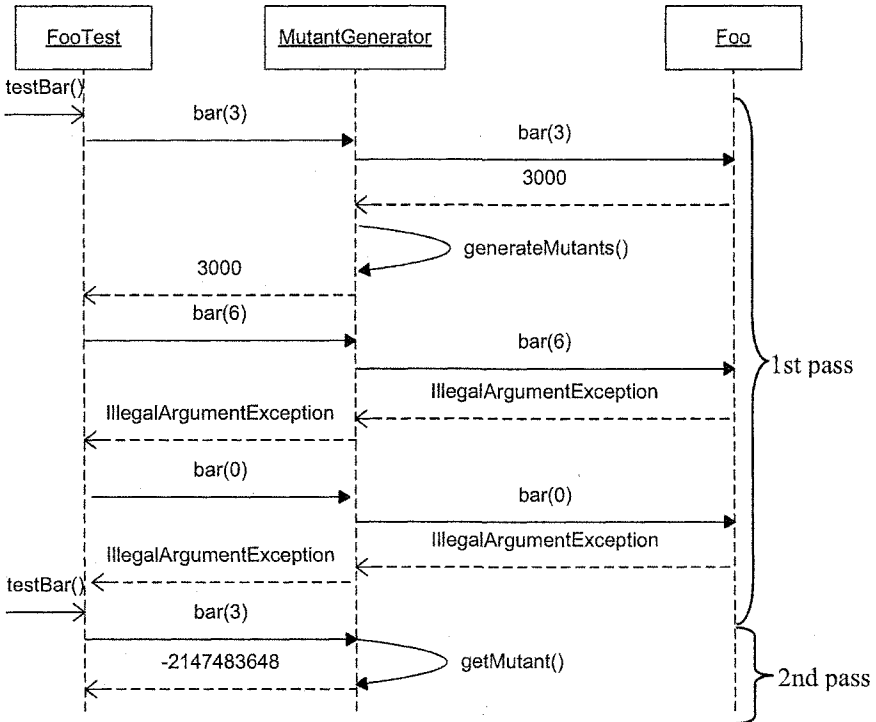 FooTest
MutantGenerator
Foo
testBar()
bar(3)
bar(3)
3000
generateMutants()
3000
bar(6)
bar(6)
1st pass
IllegalArgumentException
IllegalArgumentException
bar(0)
bar(0)
IllegalArgumentException
IllegalArgumentException
testBar()
bar(3)
-2147483648
getMutant()
2nd pass